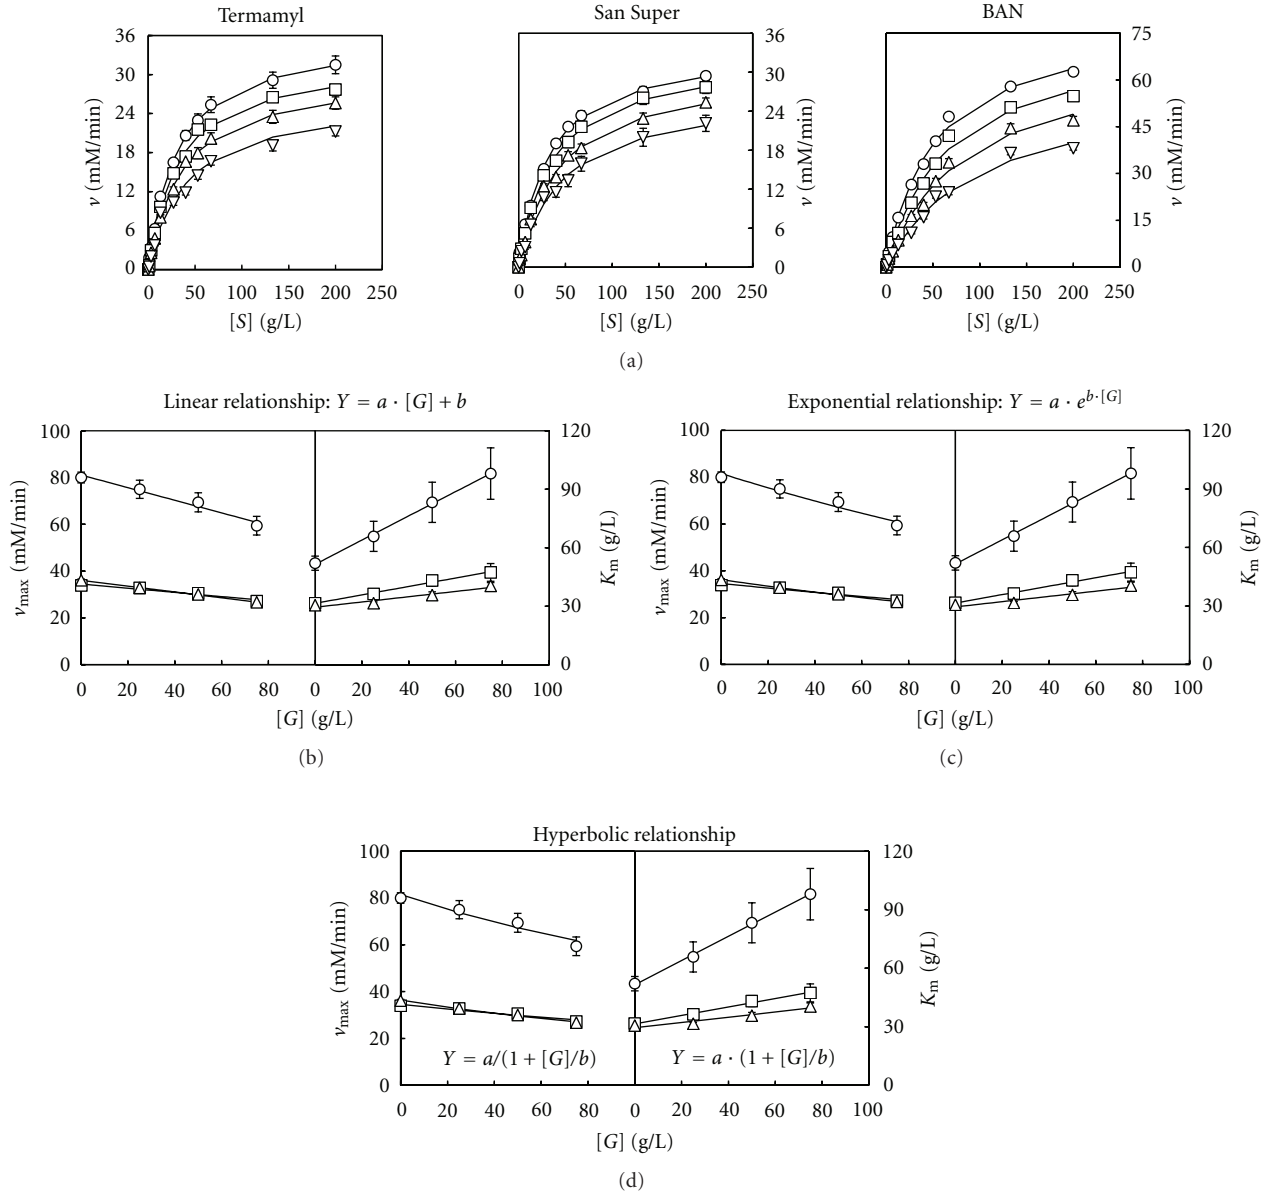 Termamyl
San Super
BAN
36
30
24
18
12
6
0
v (mM/min)
0 50 100 150 200 250
[S] (g/L)
0 50 100 150 200 250
[S] (g/L)
36
30
24
18
12
6
0
v (mM/min)
0 50 100 150 200 250
[S] (g/L)
75
60
45
30
15
0
v (mM/min)
(a)
Linear relationship: Y = a · [G] + b
100
80
60
40
20
0
vmax (mM/min)
0 20 40 60 80 0 20 40 60 80 100
[G] (g/L)
120
90
60
30
0
Km (g/L)
(b)
Exponential relationship: Y = a · e^{b·[G]}
100
80
60
40
20
0
vmax (mM/min)
0 20 40 60 80 0 20 40 60 80 100
[G] (g/L)
120
90
60
30
0
Km (g/L)
(c)
Hyperbolic relationship
100
80
60
40
20
0
vmax (mM/min)
Y = a/(1 + [G]/b)
Y = a · (1 + [G]/b)
0 20 40 60 80 0 20 40 60 80 100
[G] (g/L)
120
90
60
30
0
Km (g/L)
(d)